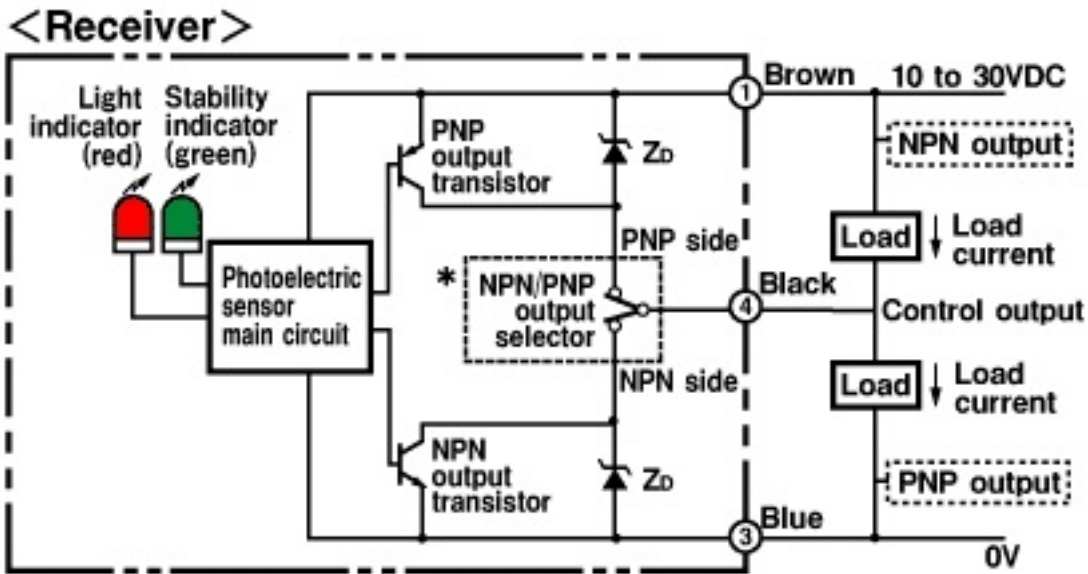 <Receiver>
Light
indicator
(red)
Stability
indicator
(green)
PNP
output
transistor
ZD
PNP side
Photoelectric
sensor
main circuit
*
NPN/PNP
output
selector
NPN side
NPN
output
transistor
ZD
1
Brown
10 to 30VDC
NPN output
Load
Load
current
4
Black
Control output
Load
Load
current
PNP output
3
Blue
0V